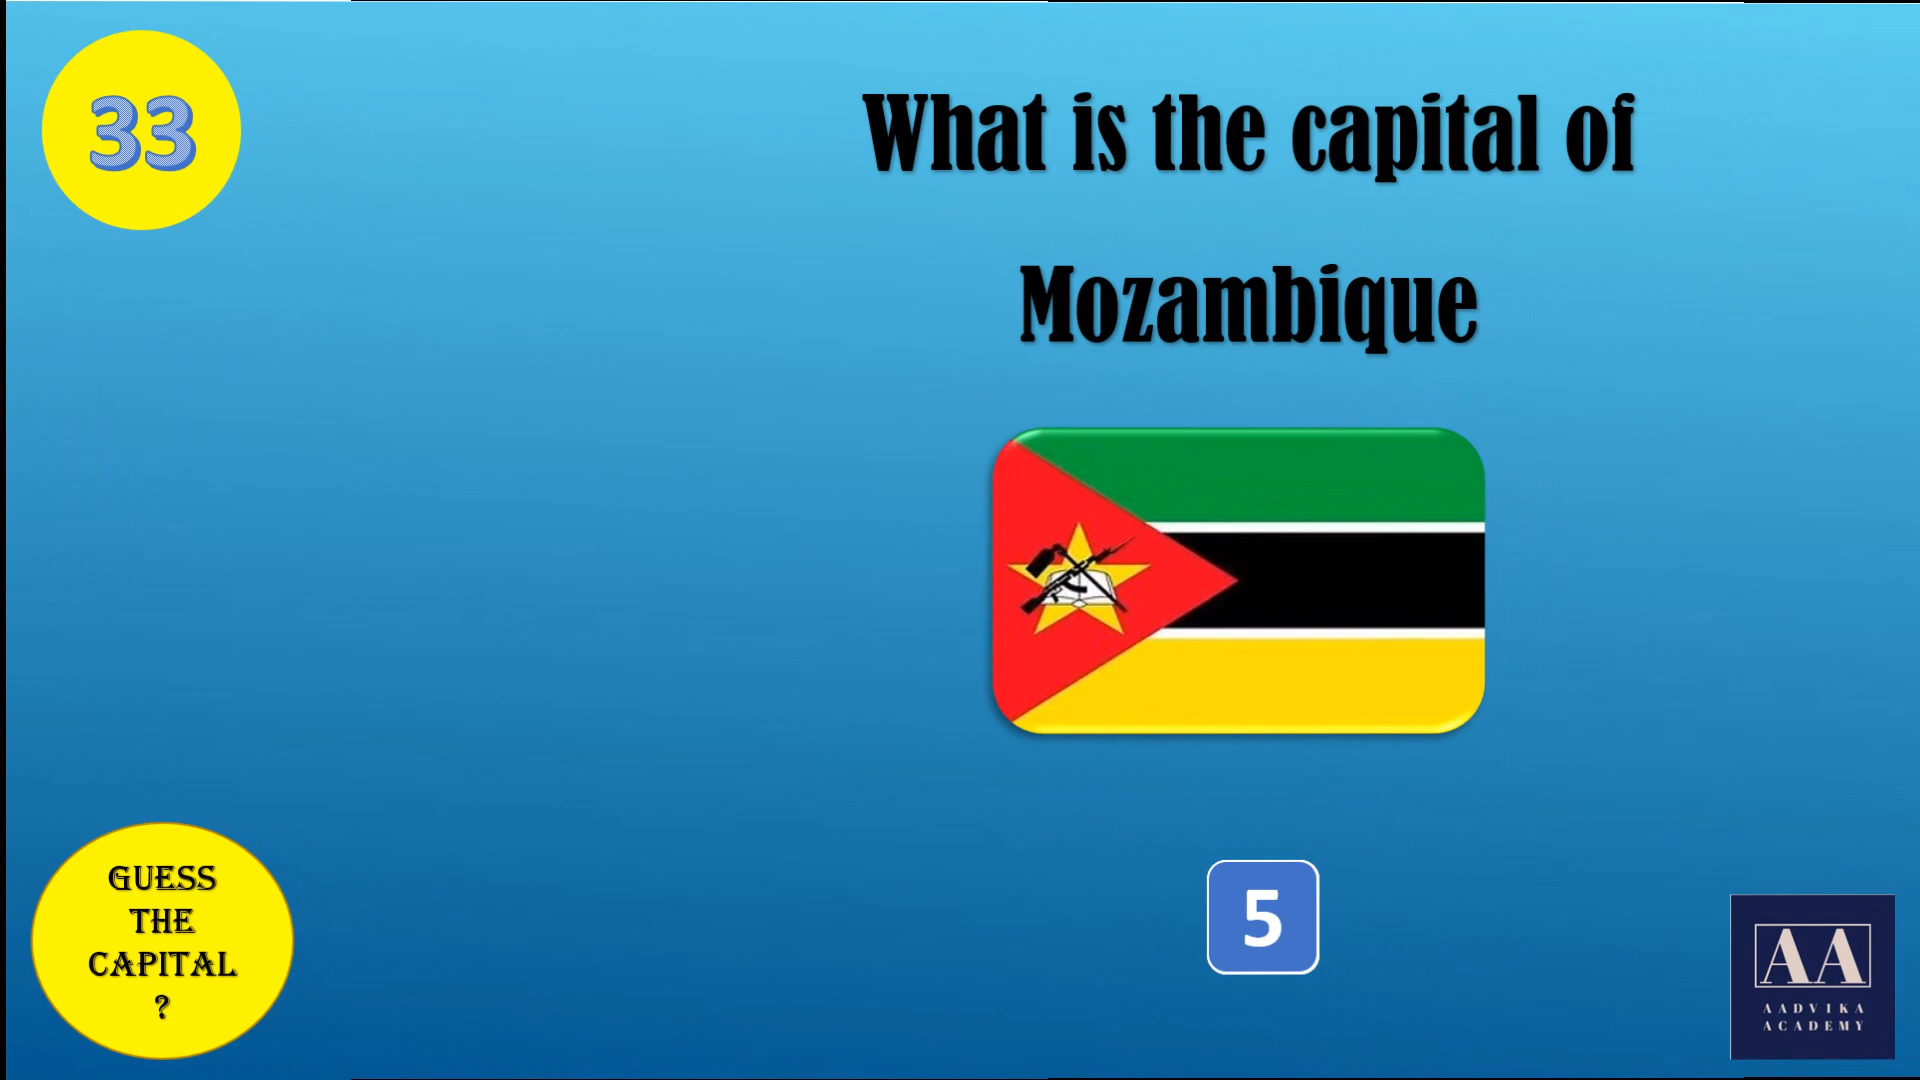 33
What is the capital of
Mozambique
5
GUESS
THE
CAPITAL
?
AA
AADVIKA
ACADEMY